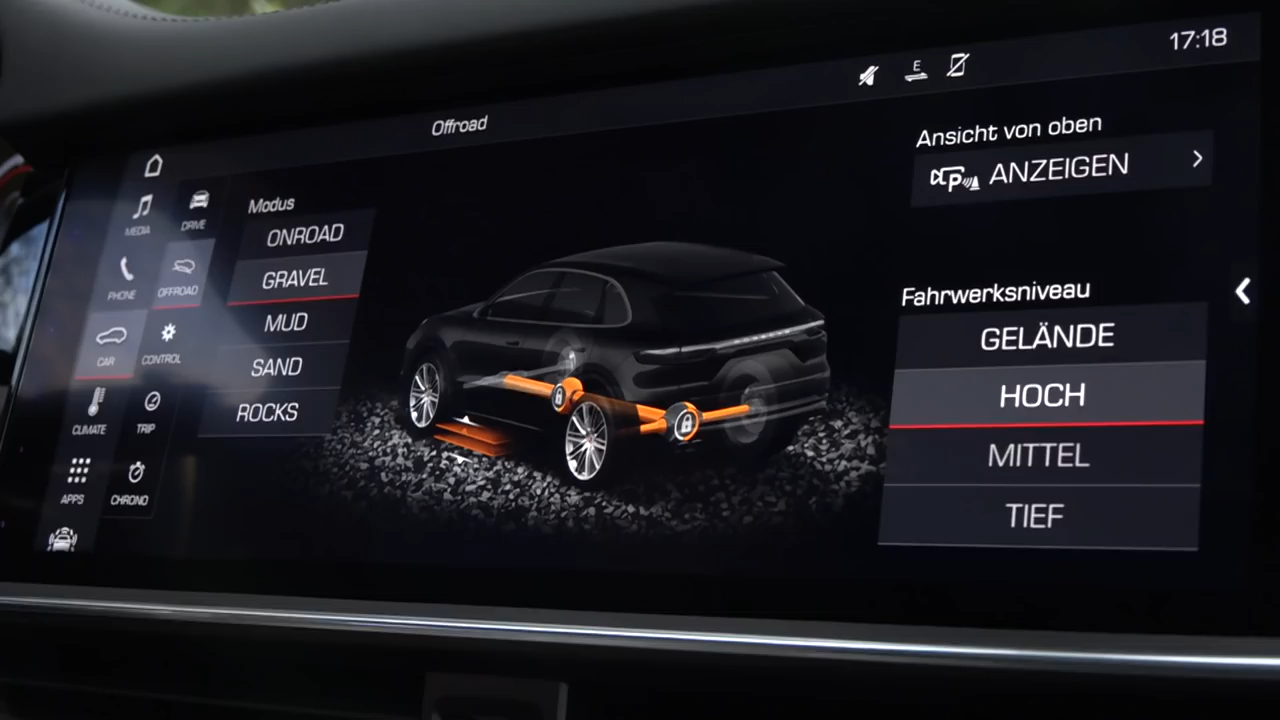 17:18
E
Offroad
Ansicht von oben
P ANZEIGEN
MEDIA
DRIVE
PHONE
OFFROAD
CAR
CONTROL
CLIMATE
TRIP
APPS
CHRONO
Modus
ONROAD
GRAVEL
MUD
SAND
ROCKS
Fahrwerksniveau
GELÄNDE
HOCH
MITTEL
TIEF